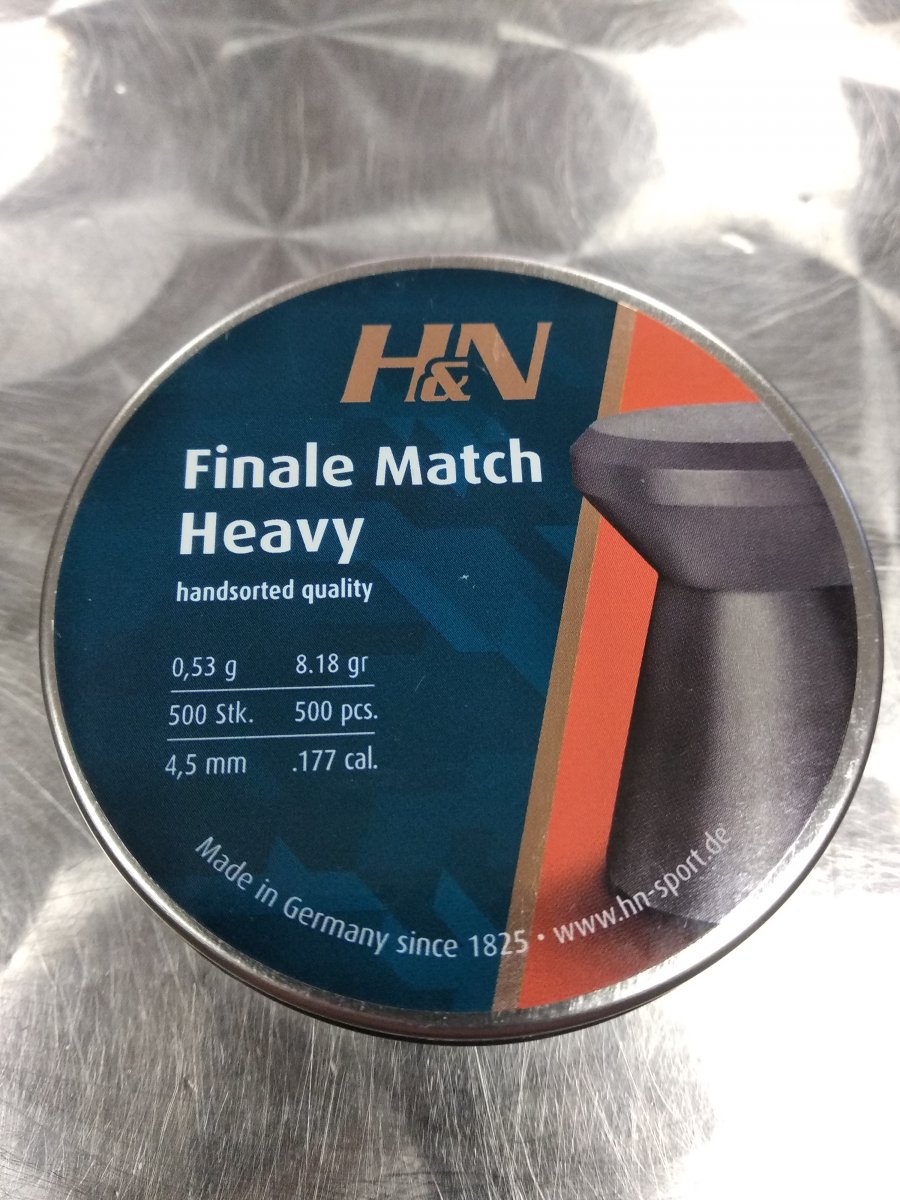 H&N
Finale Match
Heavy
handsorted quality
0,53 g 8.18 gr
500 Stk. 500 pcs.
4,5 mm .177 cal.
Made in Germany since 1825 · www.hn-sport.de